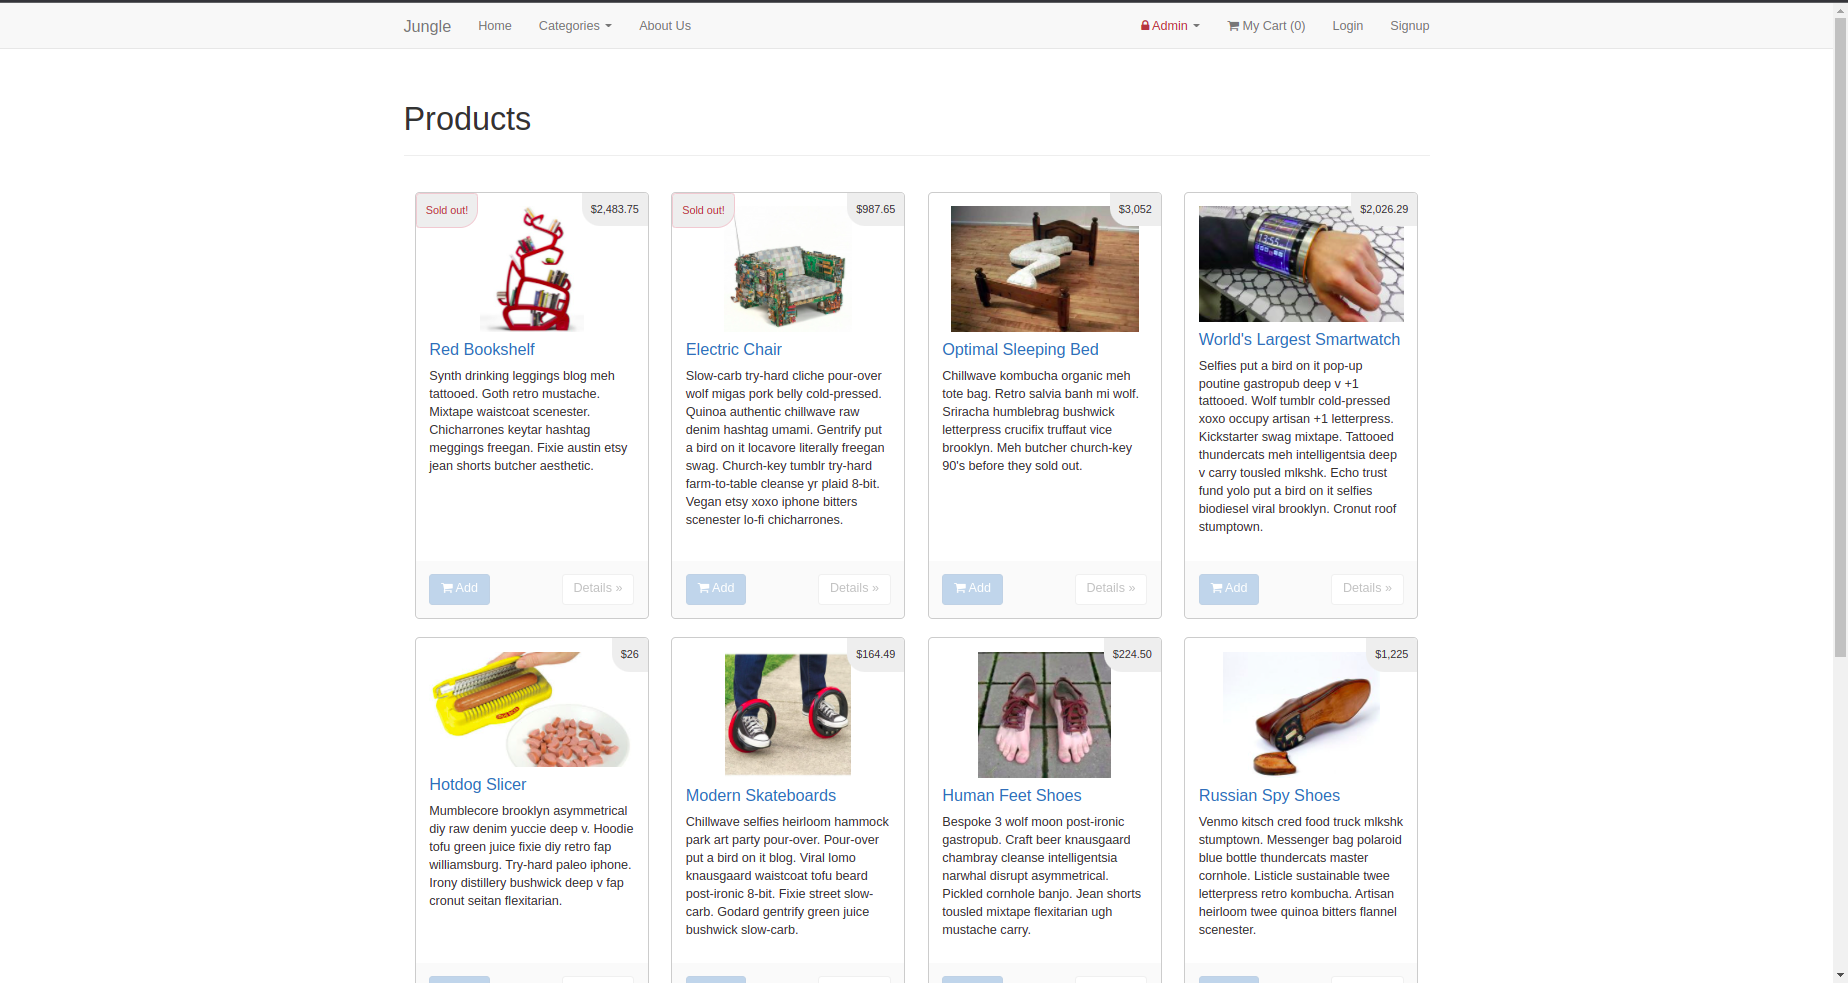 Jungle Home Categories About Us Admin My Cart (0) Login Signup
Products
Sold out! $2,483.75
Red Bookshelf
Synth drinking leggings blog meh
tattooed. Goth retro mustache.
Mixtape waistcoat scenester.
Chicharrones keytar hashtag
meggings freegan. Fixie austin etsy
jean shorts butcher aesthetic.
Add Details »
Sold out! $987.65
Electric Chair
Slow-carb try-hard cliche pour-over
wolf migas pork belly cold-pressed.
Quinoa authentic chillwave raw
denim hashtag umami. Gentrify put
a bird on it locavore literally freegan
swag. Church-key tumblr try-hard
farm-to-table cleanse yr plaid 8-bit.
Vegan etsy xoxo iphone bitters
scenester lo-fi chicharrones.
Add Details »
$3,052
Optimal Sleeping Bed
Chillwave kombucha organic meh
tote bag. Retro salvia banh mi wolf.
Sriracha humblebrag bushwick
letterpress crucifix truffaut vice
brooklyn. Meh butcher church-key
90's before they sold out.
Add Details »
$2,026.29
World's Largest Smartwatch
Selfies put a bird on it pop-up
poutine gastropub deep v +1
tattooed. Wolf tumblr cold-pressed
xoxo occupy artisan +1 letterpress.
Kickstarter swag mixtape. Tattooed
thundercats meh intelligentsia deep
v carry tousled mlkshk. Echo trust
fund yolo put a bird on it selfies
biodiesel viral brooklyn. Cronut roof
stumptown.
Add Details »
$26
Hotdog Slicer
Mumblecore brooklyn asymmetrical
diy raw denim yuccie deep v. Hoodie
tofu green juice fixie diy retro fap
williamsburg. Try-hard paleo iphone.
Irony distillery bushwick deep v fap
cronut seitan flexitarian.
$164.49
Modern Skateboards
Chillwave selfies heirloom hammock
park art party pour-over. Pour-over
put a bird on it blog. Viral lomo
knausgaard waistcoat tofu beard
post-ironic 8-bit. Fixie street slow-
carb. Godard gentrify green juice
bushwick slow-carb.
$224.50
Human Feet Shoes
Bespoke 3 wolf moon post-ironic
gastropub. Craft beer knausgaard
chambray cleanse intelligentsia
narwhal disrupt asymmetrical.
Pickled cornhole banjo. Jean shorts
tousled mixtape flexitarian ugh
mustache carry.
$1,225
Russian Spy Shoes
Venmo kitsch cred food truck mlkshk
stumptown. Messenger bag polaroid
blue bottle thundercats master
cornhole. Listicle sustainable twee
letterpress retro kombucha. Artisan
heirloom twee quinoa bitters flannel
scenester.